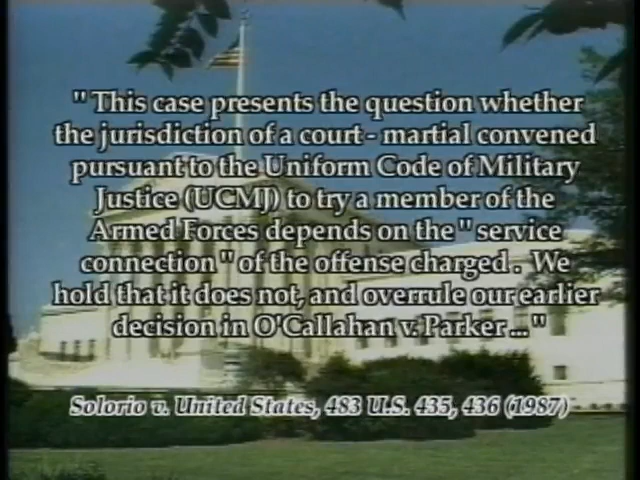 " This case presents the question whether
the jurisdiction of a court - martial convened
pursuant to the Uniform Code of Military
Justice (UCMJ) to try a member of the
Armed Forces depends on the " service
connection " of the offense charged . We
hold that it does not, and overrule our earlier
decision in O'Callahan v. Parker ... "
Solorio v. United States, 483 U.S. 435, 436 (1987)